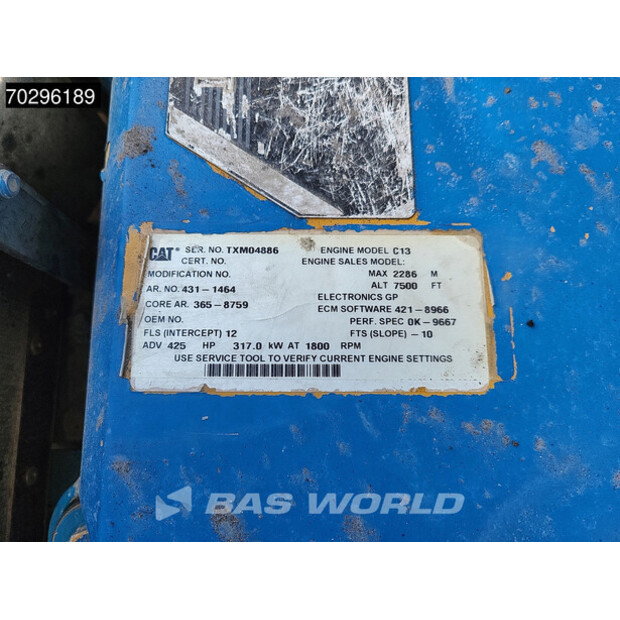 70296189
CAT® SER. NO. TXM04886 ENGINE MODEL C13
CERT. NO. ENGINE SALES MODEL:
MODIFICATION NO. MAX 2286 M
AR. NO. 431-1464 ALT 7500 FT
CORE AR. 365-8759 ELECTRONICS GP
OEM NO. ECM SOFTWARE 421-8966
PERF. SPEC 0K-9667
FLS (INTERCEPT) 12 FTS (SLOPE) -10
ADV 425 HP 317.0 kW AT 1800 RPM
USE SERVICE TOOL TO VERIFY CURRENT ENGINE SETTINGS
BAS WORLD